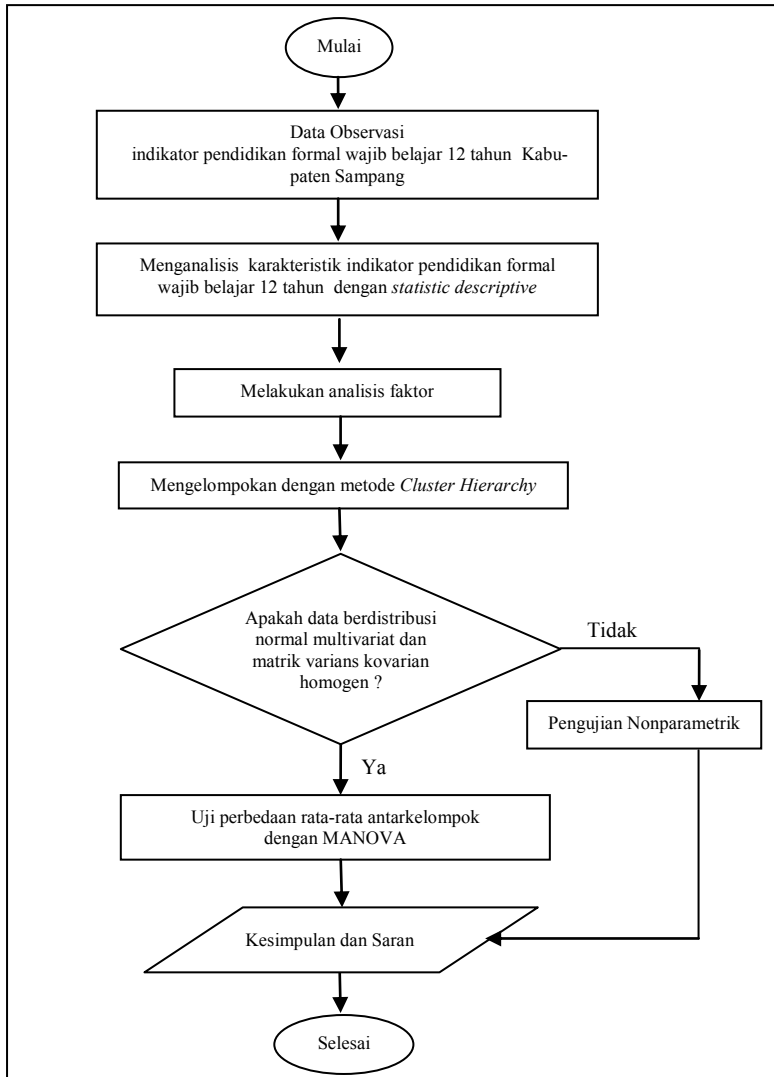 Mulai
Data Observasi
indikator pendidikan formal wajib belajar 12 tahun Kabu-
paten Sampang
Menganalisis karakteristik indikator pendidikan formal
wajib belajar 12 tahun dengan statistic descriptive
Melakukan analisis faktor
Mengelompokan dengan metode Cluster Hierarchy
Apakah data berdistribusi
normal multivariat dan
matrik varians kovarian
homogen ?
Tidak
Pengujian Nonparametrik
Ya
Uji perbedaan rata-rata antarkelompok
dengan MANOVA
Kesimpulan dan Saran
Selesai